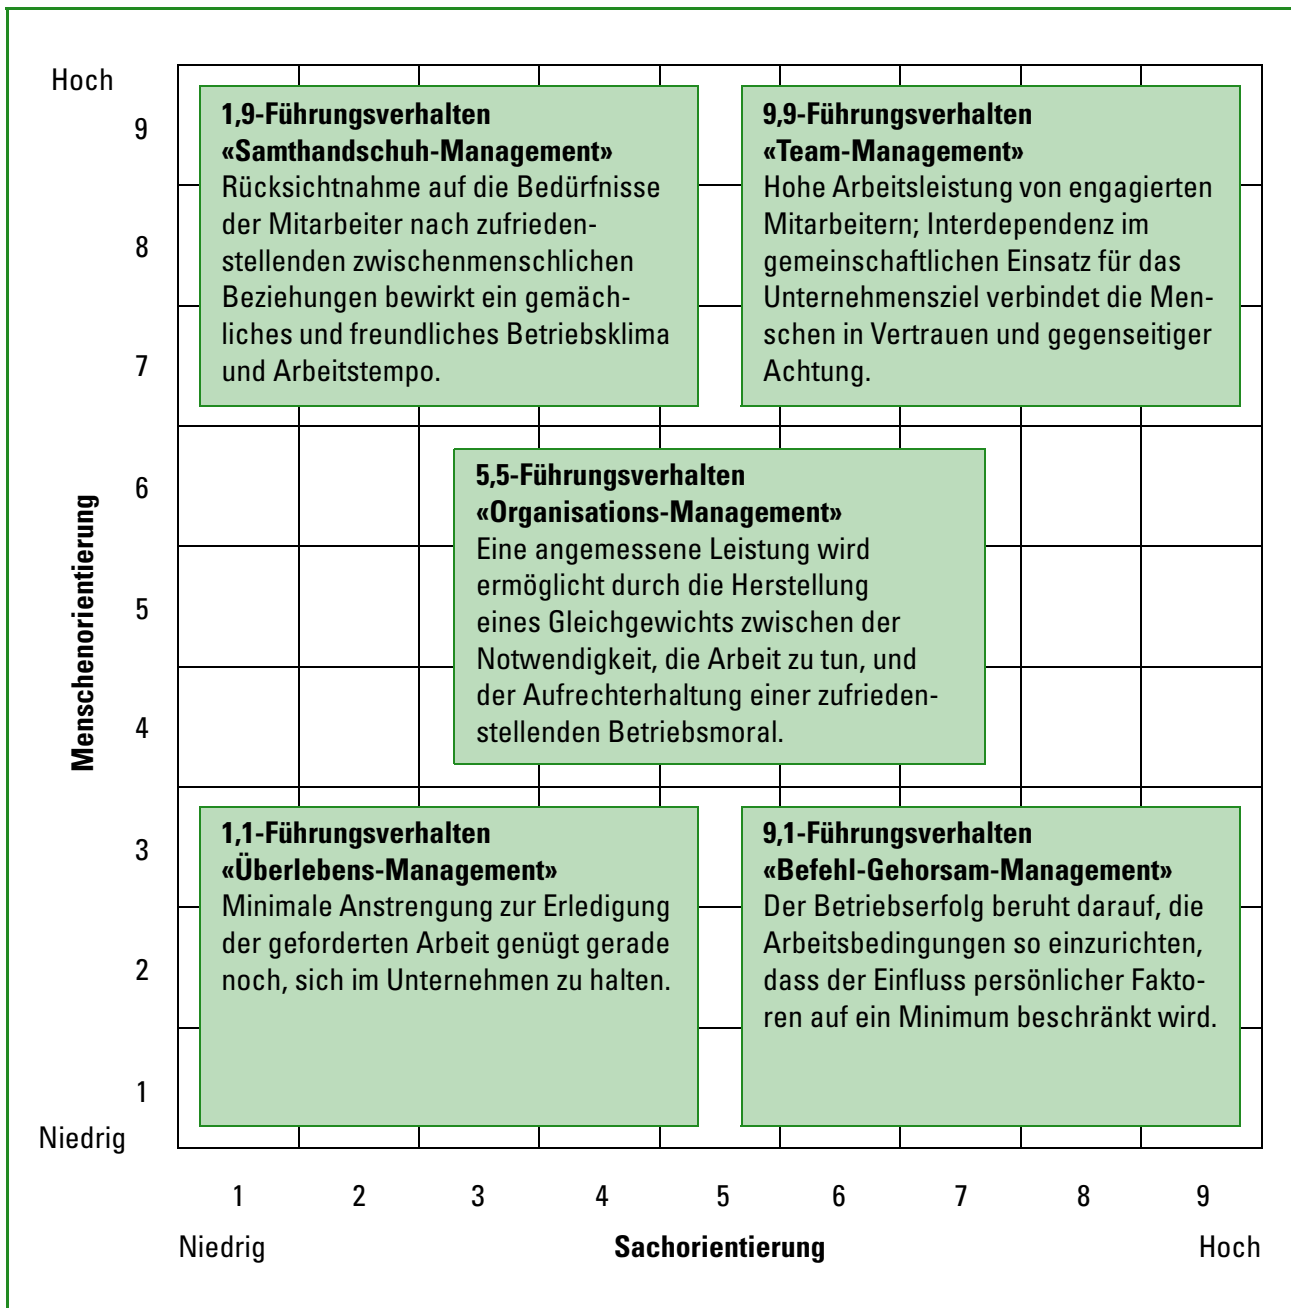 Hoch
9
8
7
6
5
4
3
2
1
Niedrig
Menschenorientierung
1,9-Führungsverhalten
«Samthandschuh-Management»
Rücksichtnahme auf die Bedürfnisse
der Mitarbeiter nach zufrieden-
stellenden zwischenmenschlichen
Beziehungen bewirkt ein gemäch-
liches und freundliches Betriebsklima
und Arbeitstempo.
9,9-Führungsverhalten
«Team-Management»
Hohe Arbeitsleistung von engagierten
Mitarbeitern; Interdependenz im
gemeinschaftlichen Einsatz für das
Unternehmensziel verbindet die Men-
schen in Vertrauen und gegenseitiger
Achtung.
5,5-Führungsverhalten
«Organisations-Management»
Eine angemessene Leistung wird
ermöglicht durch die Herstellung
eines Gleichgewichts zwischen der
Notwendigkeit, die Arbeit zu tun, und
der Aufrechterhaltung einer zufrieden-
stellenden Betriebsmoral.
1,1-Führungsverhalten
«Überlebens-Management»
Minimale Anstrengung zur Erledigung
der geforderten Arbeit genügt gerade
noch, sich im Unternehmen zu halten.
9,1-Führungsverhalten
«Befehl-Gehorsam-Management»
Der Betriebserfolg beruht darauf, die
Arbeitsbedingungen so einzurichten,
dass der Einfluss persönlicher Fakto-
ren auf ein Minimum beschränkt wird.
1 2 3 4 5 6 7 8 9
Niedrig Sachorientierung Hoch